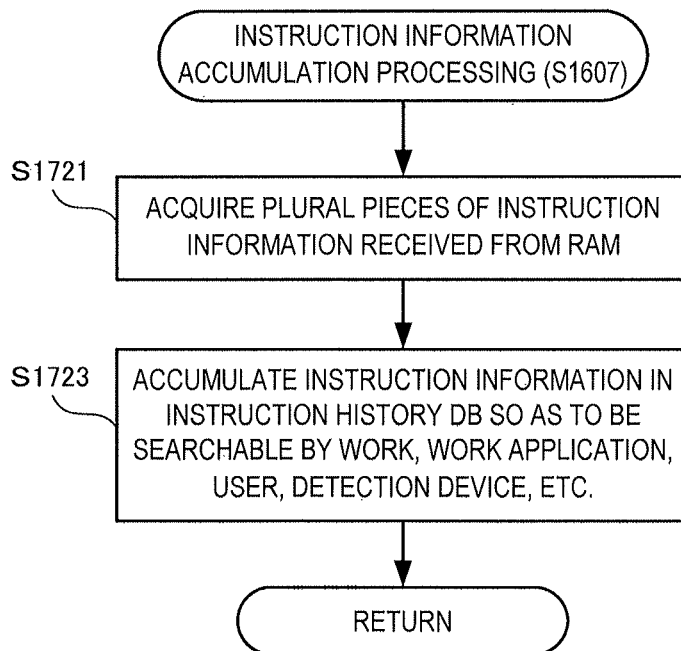 INSTRUCTION INFORMATION
ACCUMULATION PROCESSING (S1607)
S1721
ACQUIRE PLURAL PIECES OF INSTRUCTION
INFORMATION RECEIVED FROM RAM
S1723
ACCUMULATE INSTRUCTION INFORMATION IN
INSTRUCTION HISTORY DB SO AS TO BE
SEARCHABLE BY WORK, WORK APPLICATION,
USER, DETECTION DEVICE, ETC.
RETURN